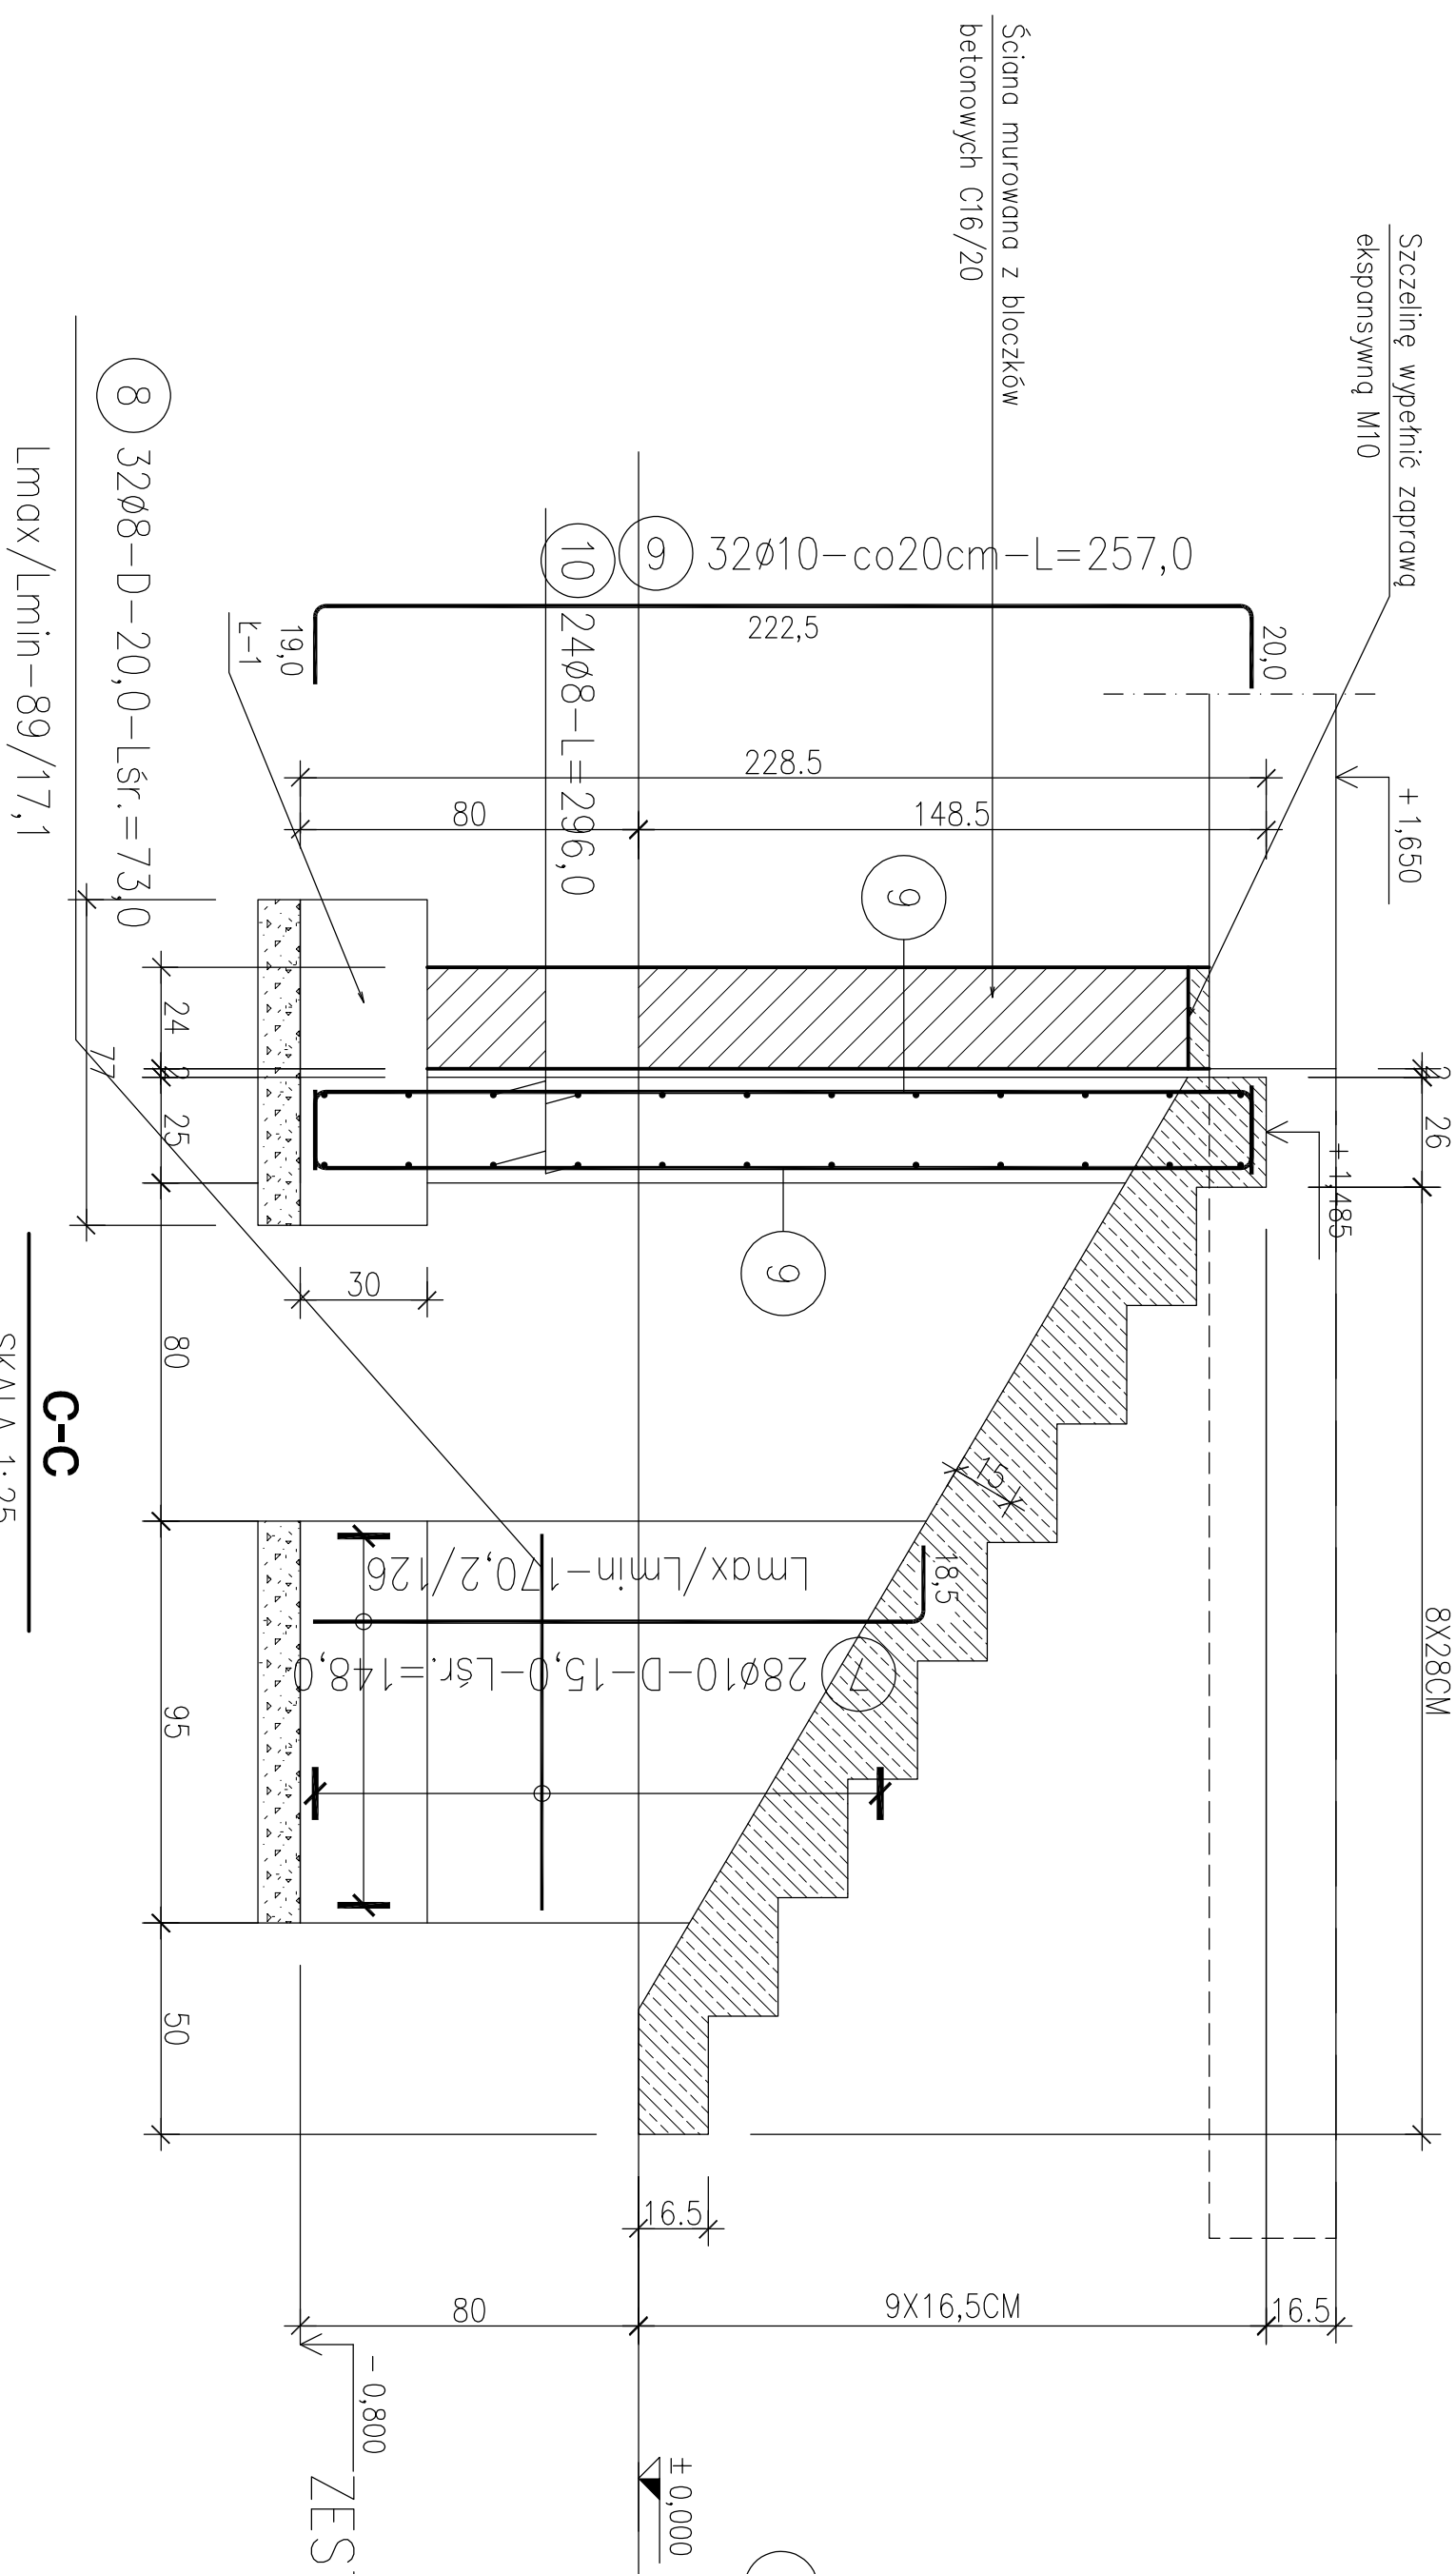 Szczelinę wypełnić zaprawą
ekspansywną M10
Ściana murowana z bloczków
betonowych C16/20
+1,650
+1,485
2
26
8X28CM
9 32ø10-co20cm-L=257,0
222,5
20,0
19,0
228.5
80
148.5
10 24ø8-L=296,0
Ł-1
9
9
8 32ø8-D-20,0-Lśr.=73,0
Lmax/Lmin-89/17,1
24
2
25
80
95
50
77
30
15
18,5
7 28ø10-D-15,0-Lśr.=148,0
Lmax/Lmin-170,2/126
16.5
80
9X16,5CM
16.5
-0,800
±0,000
C-C
SKALA 1:25